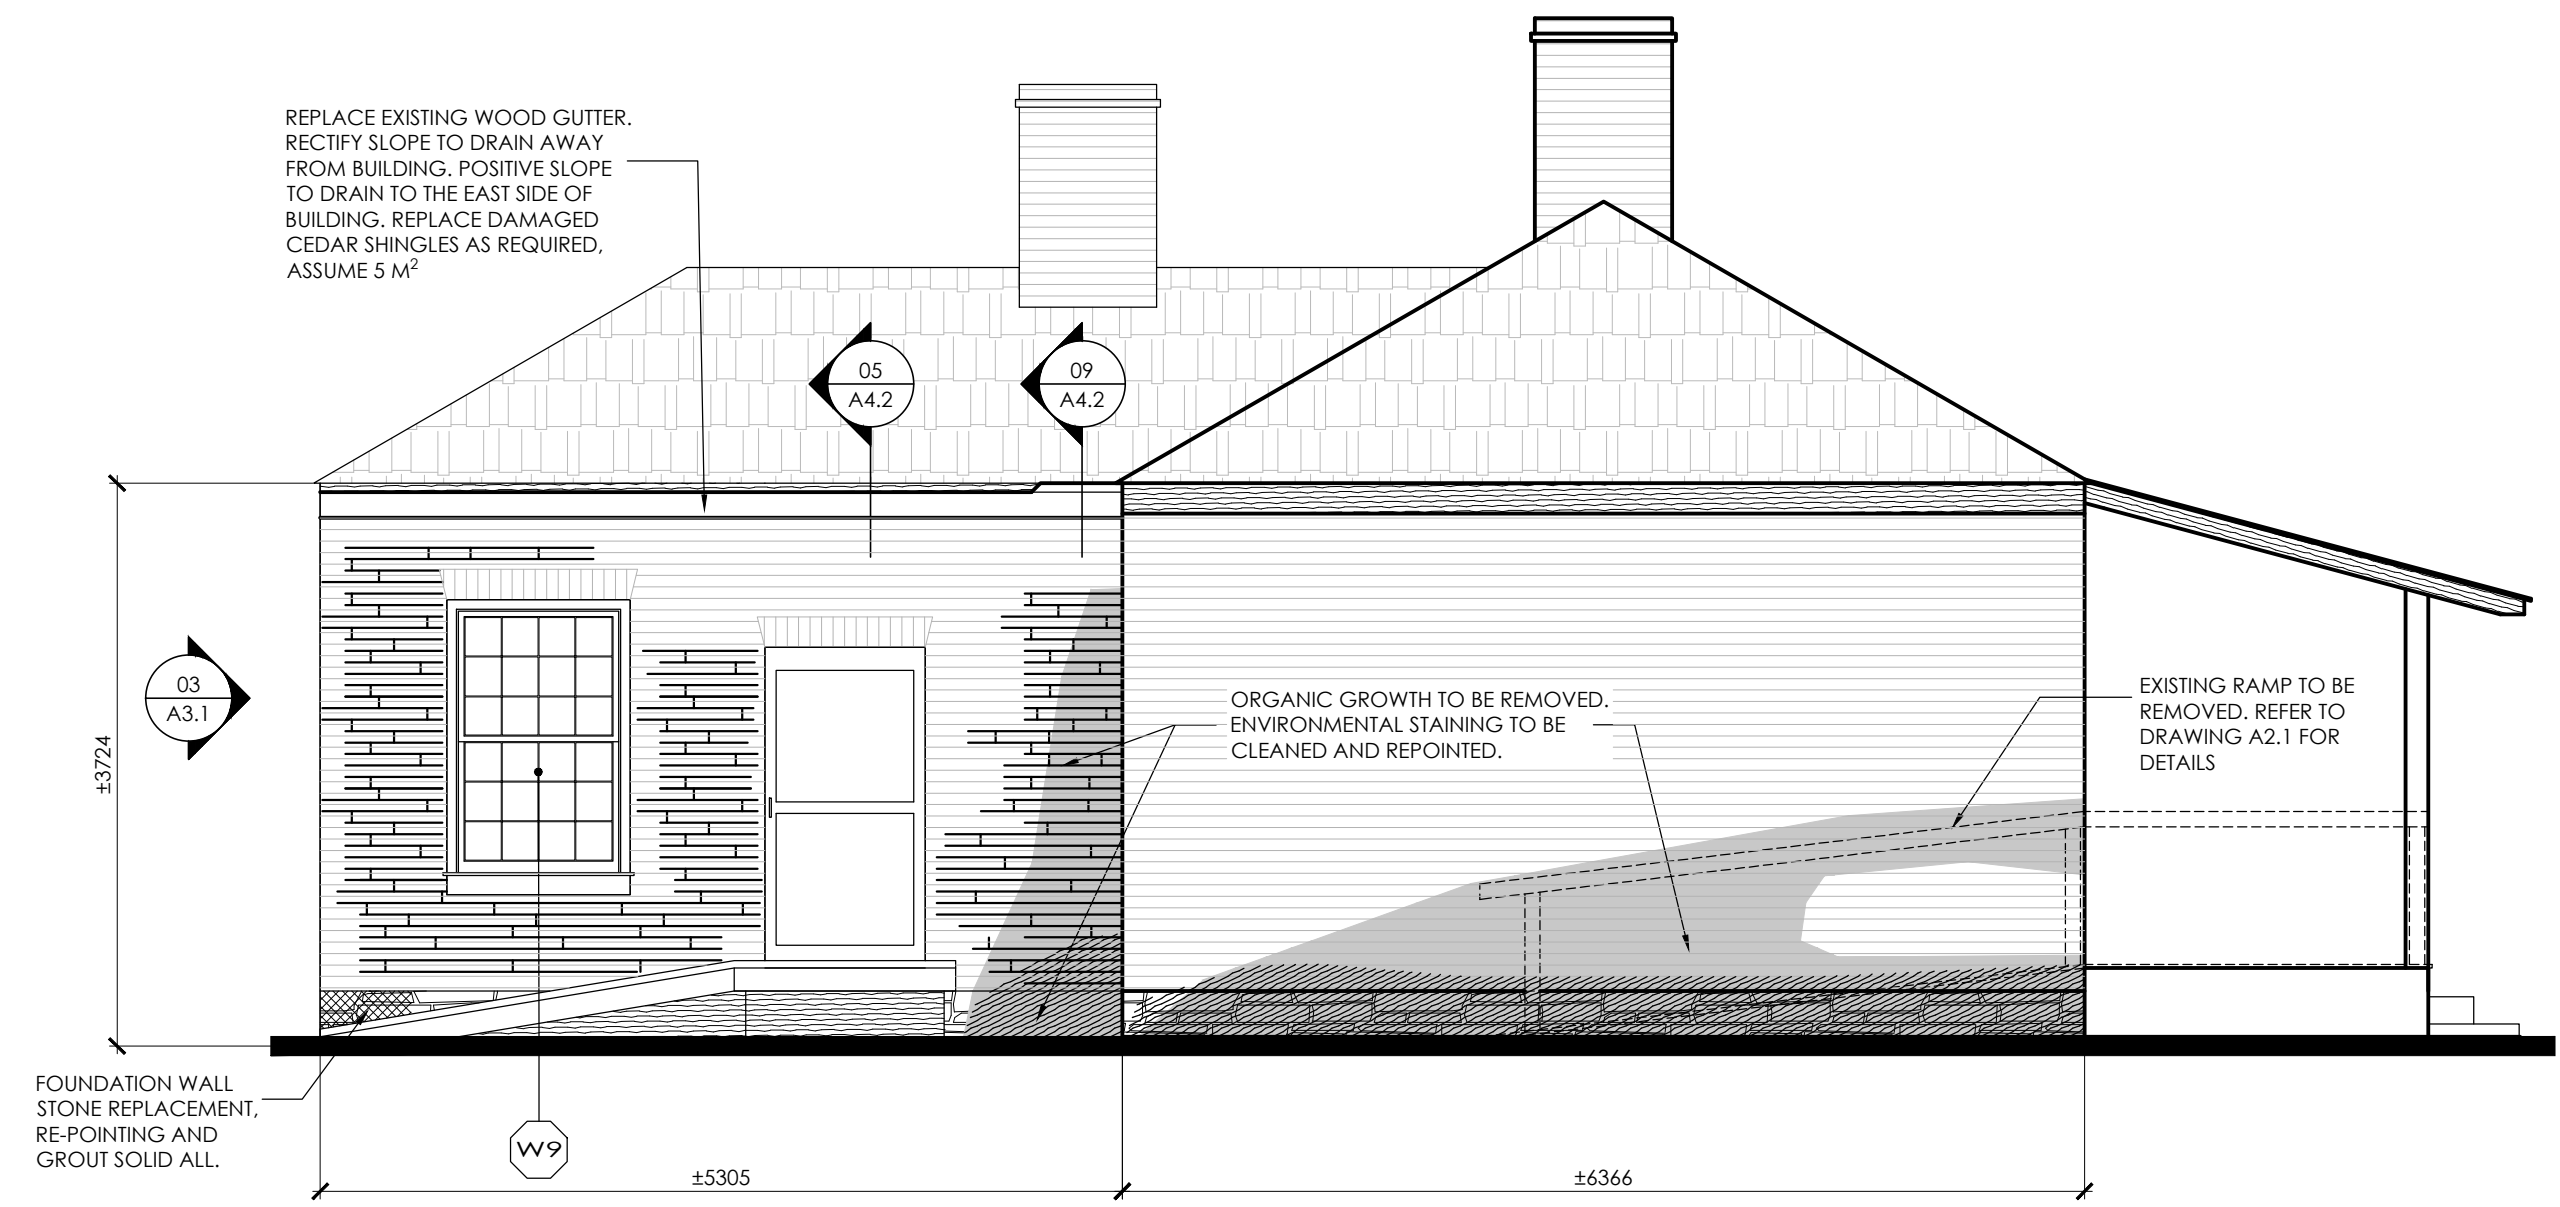 REPLACE EXISTING WOOD GUTTER.
RECTIFY SLOPE TO DRAIN AWAY
FROM BUILDING. POSITIVE SLOPE
TO DRAIN TO THE EAST SIDE OF
BUILDING. REPLACE DAMAGED
CEDAR SHINGLES AS REQUIRED,
ASSUME 5 M²
05
A4.2
09
A4.2
03
A3.1
±3724
ORGANIC GROWTH TO BE REMOVED.
ENVIRONMENTAL STAINING TO BE
CLEANED AND REPOINTED.
EXISTING RAMP TO BE
REMOVED. REFER TO
DRAWING A2.1 FOR
DETAILS
FOUNDATION WALL
STONE REPLACEMENT,
RE-POINTING AND
GROUT SOLID ALL.
W9
±5305
±6366